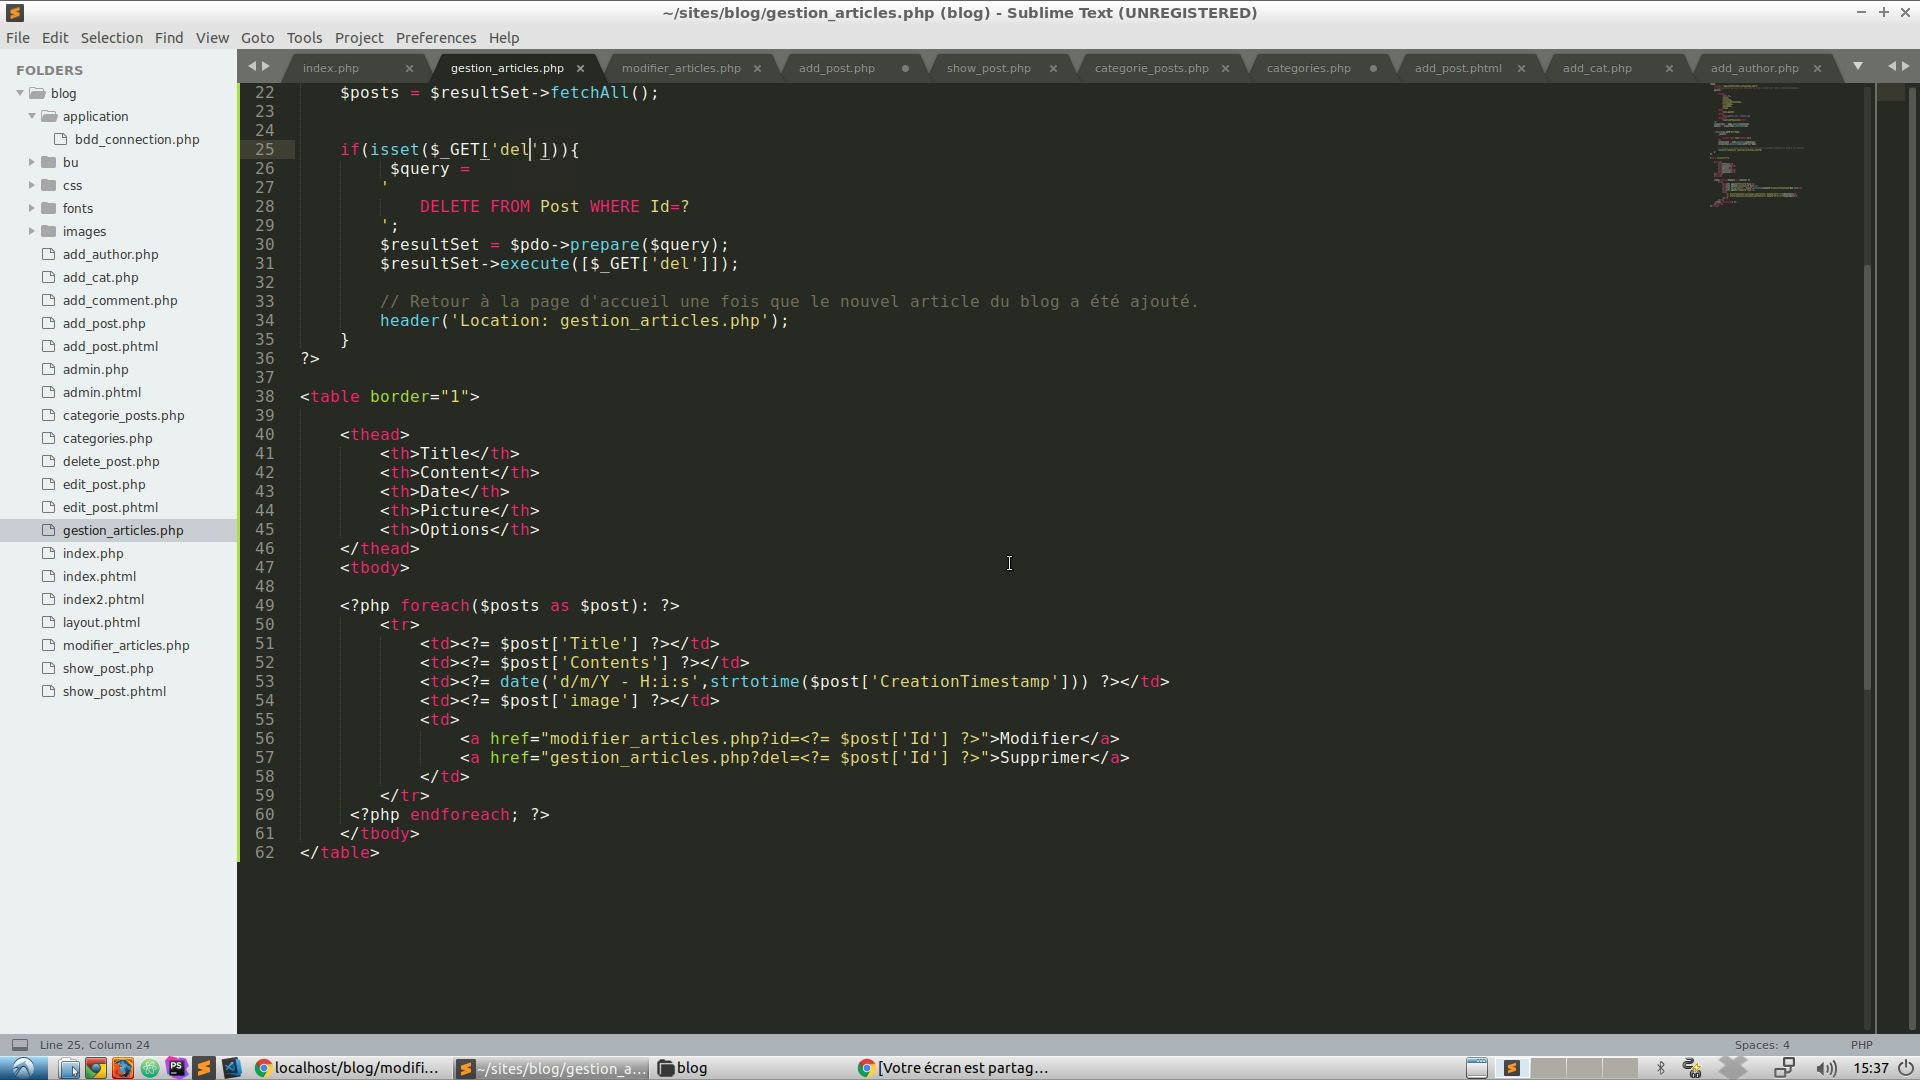 ~/sites/blog/gestion_articles.php (blog) - Sublime Text (UNREGISTERED)
File Edit Selection Find View Goto Tools Project Preferences Help
FOLDERS
blog
application
bdd_connection.php
bu
css
fonts
images
add_author.php
add_cat.php
add_comment.php
add_post.php
add_post.phtml
admin.php
admin.phtml
categorie_posts.php
categories.php
delete_post.php
edit_post.php
edit_post.phtml
gestion_articles.php
index.php
index.phtml
index2.phtml
layout.phtml
modifier_articles.php
show_post.php
show_post.phtml
index.php gestion_articles.php modifier_articles.php add_post.php show_post.php categorie_posts.php categories.php add_post.phtml add_cat.php add_author.php
22 $posts = $resultSet->fetchAll();
23
24
25 if(isset($_GET['del'])){
26 $query =
27 '
28 DELETE FROM Post WHERE Id=?
29 ';
30 $resultSet = $pdo->prepare($query);
31 $resultSet->execute([$_GET['del']]);
32
33 // Retour à la page d'accueil une fois que le nouvel article du blog a été ajouté.
34 header('Location: gestion_articles.php');
35 }
36 ?>
37
38 <table border="1">
39
40 <thead>
41 <th>Title</th>
42 <th>Content</th>
43 <th>Date</th>
44 <th>Picture</th>
45 <th>Options</th>
46 </thead>
47 <tbody>
48
49 <?php foreach($posts as $post): ?>
50 <tr>
51 <td><?= $post['Title'] ?></td>
52 <td><?= $post['Contents'] ?></td>
53 <td><?= date('d/m/Y - H:i:s',strtotime($post['CreationTimestamp'])) ?></td>
54 <td><?= $post['image'] ?></td>
55 <td>
56 <a href="modifier_articles.php?id=<?= $post['Id'] ?>">Modifier</a>
57 <a href="gestion_articles.php?del=<?= $post['Id'] ?>">Supprimer</a>
58 </td>
59 </tr>
60 <?php endforeach; ?>
61 </tbody>
62 </table>
Line 25, Column 24 Spaces: 4 PHP
localhost/blog/modifi... ~/sites/blog/gestion_a... blog [Votre écran est partag... 15:37